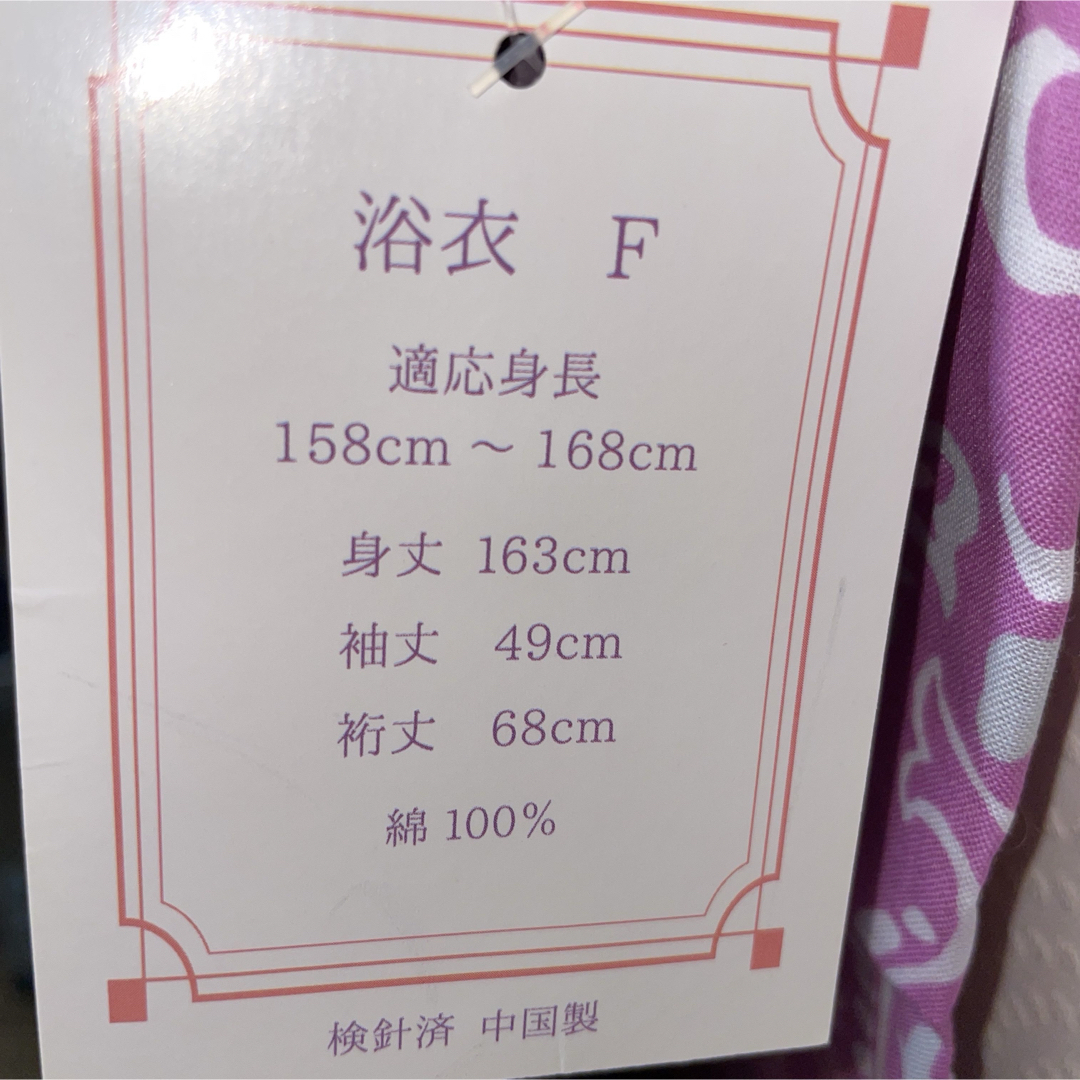 浴衣 F
適応身長
158cm ～ 168cm
身丈 163cm
袖丈 49cm
裄丈 68cm
綿 100%
検針済 中国製